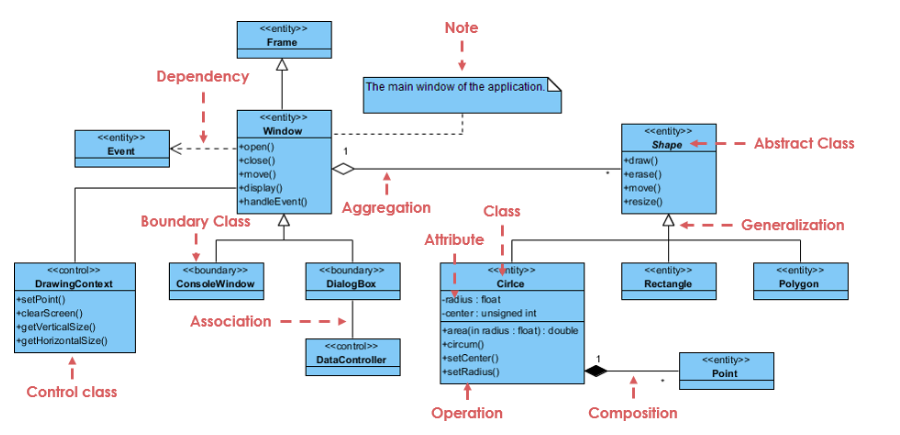 <<entity>>
Frame
Note
Dependency
The main window of the application.
<<entity>>
Window
+open()
+close()
+move()
+display()
+handleEvent()
<<entity>>
Event
1
*
<<entity>>
Shape
+draw()
+erase()
+move()
+resize()
Abstract Class
Aggregation
Boundary Class
Class
Attribute
Generalization
<<control>>
DrawingContext
+setPoint()
+clearScreen()
+getVerticalSize()
+getHorizontalSize()
<<boundary>>
ConsoleWindow
<<boundary>>
DialogBox
<<entity>>
Cirlce
-radius : float
-center : unsigned int
+area(in radius : float) : double
+circum()
+setCenter()
+setRadius()
<<entity>>
Rectangle
<<entity>>
Polygon
Association
<<control>>
DataController
1
*
<<entity>>
Point
Control class
Operation
Composition